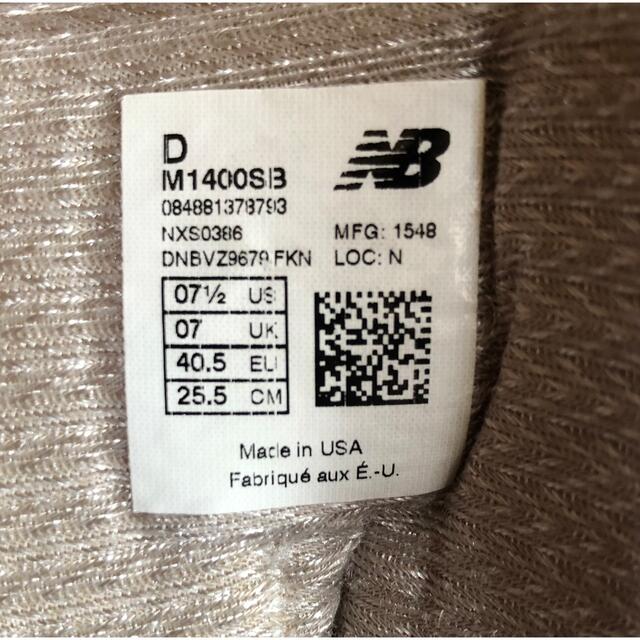 D
NB
M1400SB
084881378793
NXS0386
MFG: 1548
DNBVZ9679 FKN
LOC: N
07½ US
07 UK
40.5 EU
25.5 CM
Made in USA
Fabriqué aux É.-U.